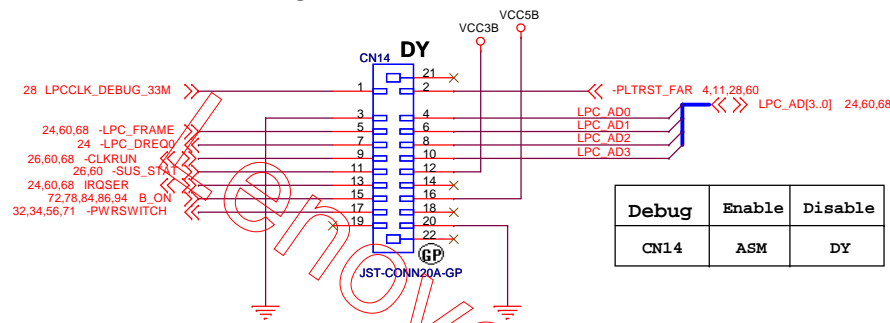 VCC5B
VCC3B
DY
CN14
21
28 LPCCLK_DEBUG_33M
1
2
-PLTRST_FAR 4,11,28,60
3
4
LPC_AD0
LPC_AD[3..0] 24,60,68
24,60,68 -LPC_FRAME
5
6
LPC_AD1
24 -LPC_DREQ0
7
8
LPC_AD2
26,60,68 -CLKRUN
9
10
LPC_AD3
26,60 -SUS_STAT
11
12
24,60,68 IRQSER
13
14
72,78,84,86,94 B_ON
15
16
32,34,56,71 -PWRSWITCH
17
18
19
20
22
GP
JST-CONN20A-GP
Debug Enable Disable
CN14 ASM DY